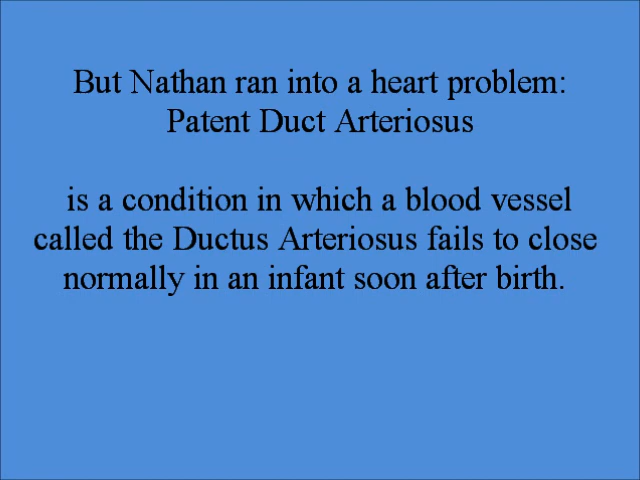 But Nathan ran into a heart problem:
Patent Duct Arteriosus
is a condition in which a blood vessel
called the Ductus Arteriosus fails to close
normally in an infant soon after birth.